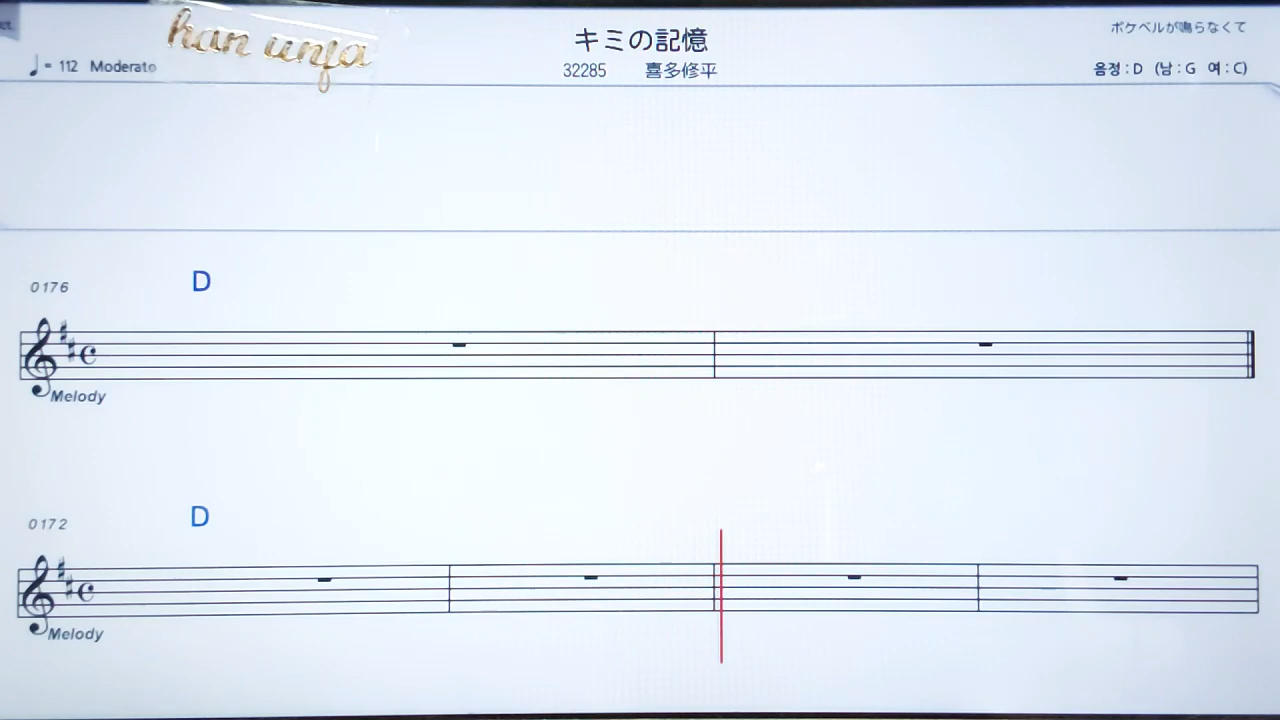 han unja
キミの記憶
ポケベルが鳴らなくて
♩= 112 Moderato
32285 喜多修平
음정 : D (남 : G 여 : C)
0176 D
Melody
0172 D
Melody